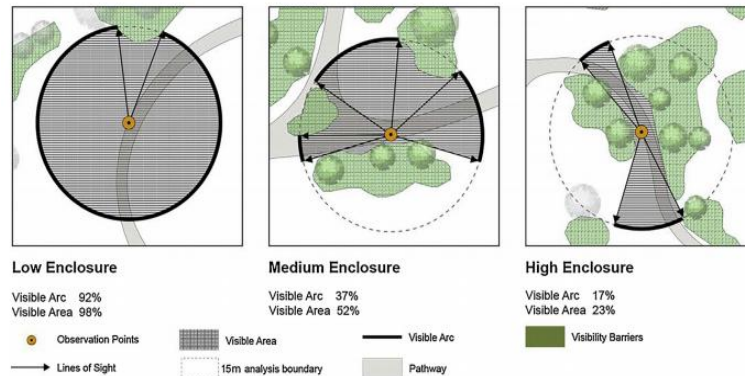 Low Enclosure
Visible Arc 92%
Visible Area 98%
Medium Enclosure
Visible Arc 37%
Visible Area 52%
High Enclosure
Visible Arc 17%
Visible Area 23%
Observation Points
Visible Area
Visible Arc
Visibility Barriers
Lines of Sight
15m analysis boundary
Pathway